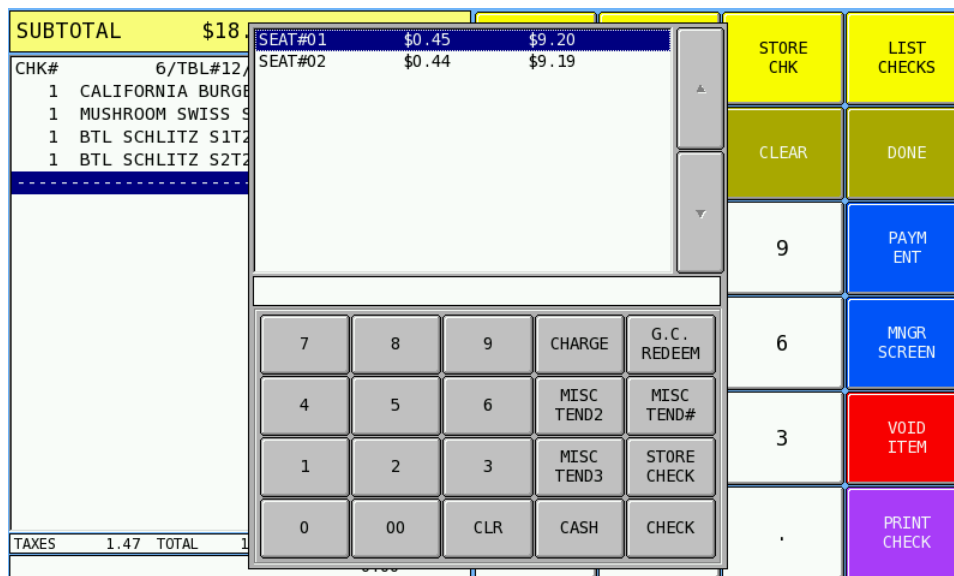 SUBTOTAL $18.
CHK# 6/TBL#12/
1 CALIFORNIA BURGE
1 MUSHROOM SWISS S
1 BTL SCHLITZ S1T2
1 BTL SCHLITZ S2T2
------------------------
TAXES 1.47 TOTAL 1
SEAT#01 $0.45 $9.20
SEAT#02 $0.44 $9.19
7 8 9 CHARGE G.C.
REDEEM
4 5 6 MISC
TEND2 MISC
TEND#
1 2 3 MISC
TEND3 STORE
CHECK
0 00 CLR CASH CHECK
STORE
CHK
LIST
CHECKS
CLEAR
DONE
9
PAYM
ENT
6
MNGR
SCREEN
3
VOID
ITEM
.
PRINT
CHECK